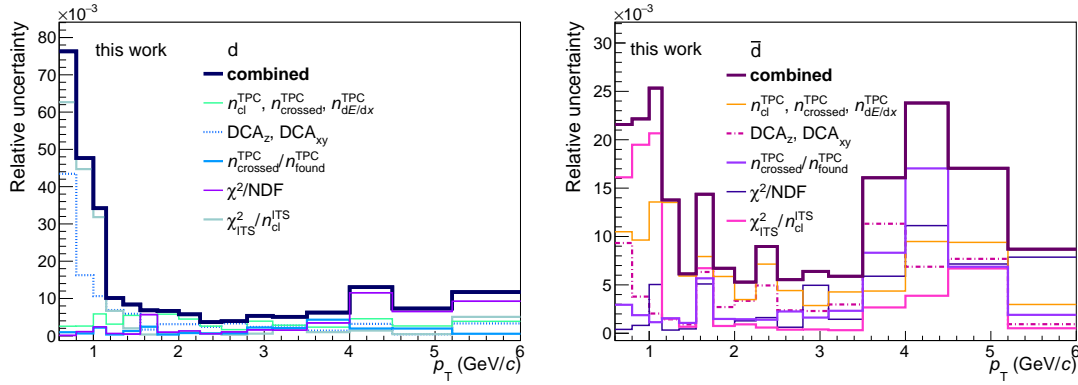 ×10⁻³
Relative uncertainty
80
70
60
50
40
30
20
10
0
this work d
combined
n_cl^TPC, n_crossed^TPC, n_dE/dx^TPC
DCA_z, DCA_xy
n_crossed^TPC/n_found^TPC
χ²/NDF
χ²_ITS/n_cl^ITS
1 2 3 4 5 6
p_T (GeV/c)
×10⁻³
Relative uncertainty
30
25
20
15
10
5
0
this work d̅
combined
n_cl^TPC, n_crossed^TPC, n_dE/dx^TPC
DCA_z, DCA_xy
n_crossed^TPC/n_found^TPC
χ²/NDF
χ²_ITS/n_cl^ITS
1 2 3 4 5 6
p_T (GeV/c)